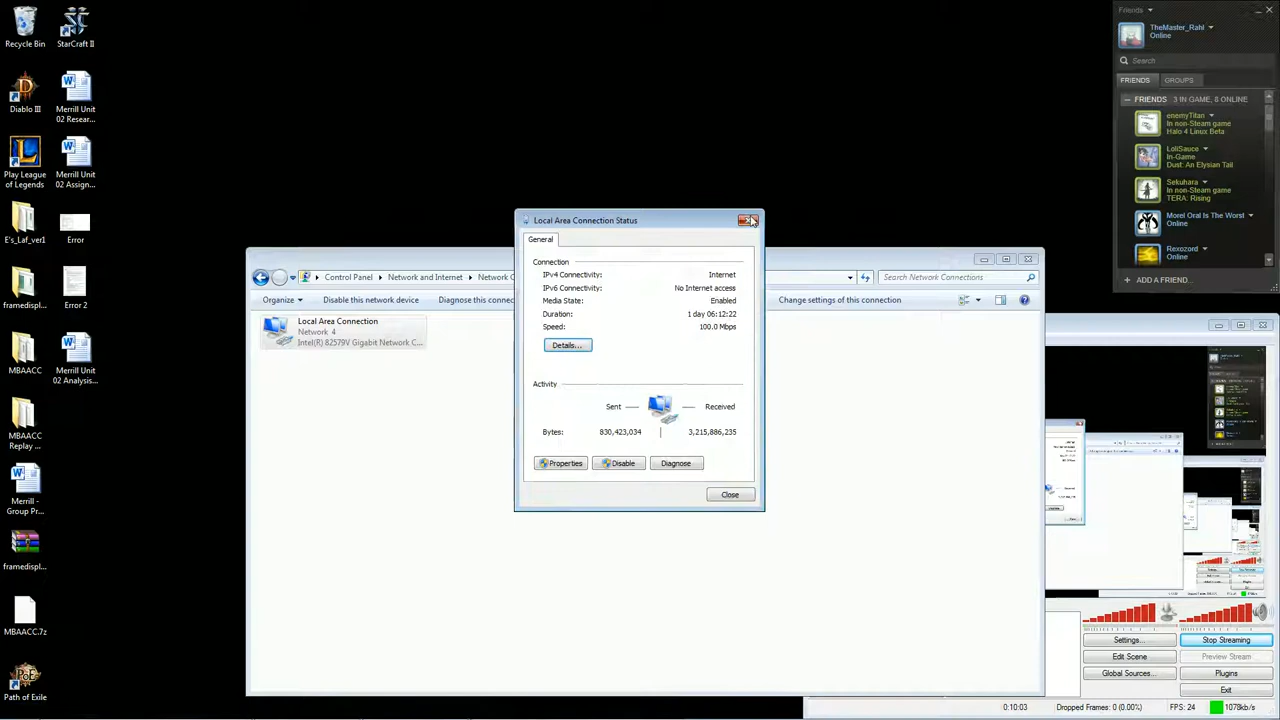 Recycle Bin
StarCraft II
Diablo III
Merrill Unit
02 Resear...
Play League
of Legends
Merrill Unit
02 Assign...
E's_Laf_ver1
Error
framedispl...
Error 2
MBAACC
Merrill Unit
02 Analysis...
MBAACC
Replay ...
Merrill -
Group Pr...
framedispl...
MBAACC.7z
Path of Exile
Control Panel
Network and Internet
Network C
Search Network Connections
Organize
Disable this network device
Diagnose this connec
Change settings of this connection
Local Area Connection
Network 4
Intel(R) 82579V Gigabit Network C...
Local Area Connection Status
General
Connection
IPv4 Connectivity:
Internet
IPv6 Connectivity:
No Internet access
Media State:
Enabled
Duration:
1 day 06:12:22
Speed:
100.0 Mbps
Details...
Activity
Sent
Received
Bytes:
830,423,034
3,215,886,235
Properties
Disable
Diagnose
Close
Friends
TheMaster_Rahl
Online
Search
FRIENDS
GROUPS
FRIENDS 3 IN GAME, 8 ONLINE
enemyTitan
In non-Steam game
Halo 4 Linux Beta
LoliSauce
In-Game
Dust: An Elysian Tail
Sekuhara
In non-Steam game
TERA: Rising
Morel Oral Is The Worst
Online
Rexozord
Online
ADD A FRIEND...
Settings...
Stop Streaming
Edit Scene
Preview Stream
Global Sources...
Plugins
Exit
0:10:03
Dropped Frames: 0 (0.00%)
FPS: 24
1078kb/s